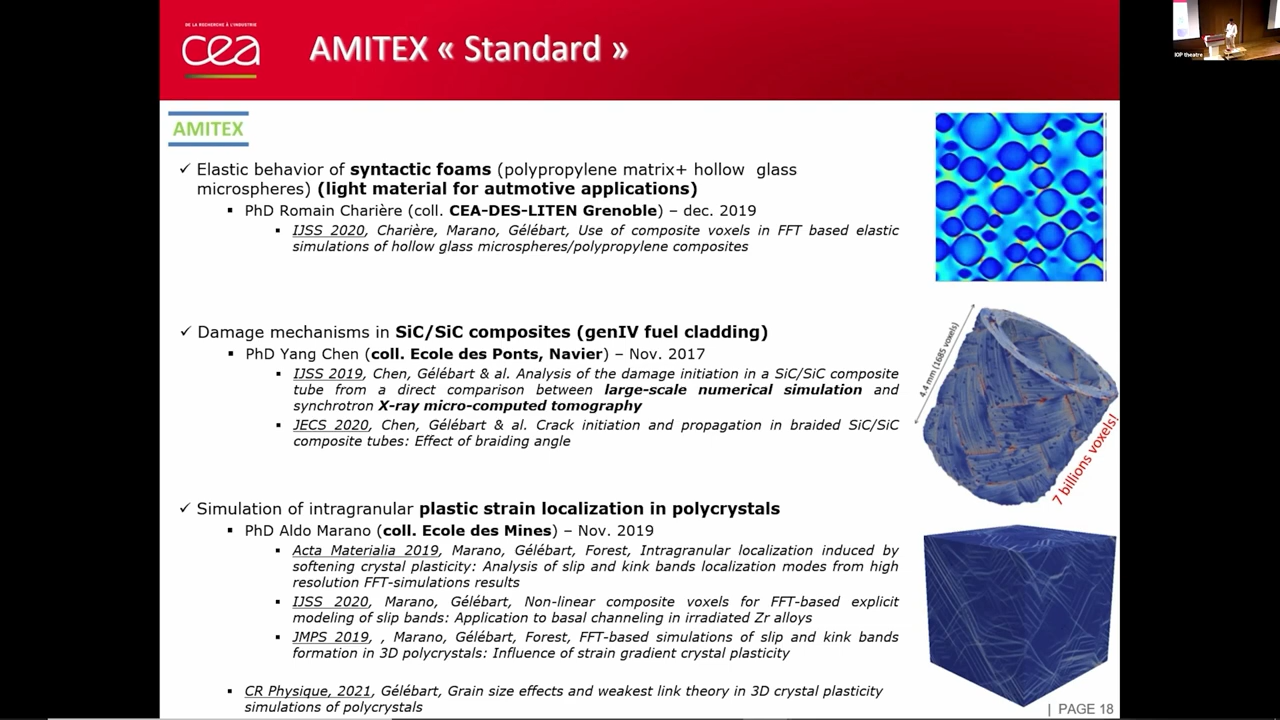 DE LA RECHERCHE À L'INDUSTRIE
cea
AMITEX « Standard »
IOP theatre
AMITEX
✓ Elastic behavior of syntactic foams (polypropylene matrix+ hollow glass
microspheres) (light material for autmotive applications)
▪ PhD Romain Charière (coll. CEA-DES-LITEN Grenoble) – dec. 2019
▪ IJSS 2020, Charière, Marano, Gélébart, Use of composite voxels in FFT based elastic
simulations of hollow glass microspheres/polypropylene composites
✓ Damage mechanisms in SiC/SiC composites (genIV fuel cladding)
▪ PhD Yang Chen (coll. Ecole des Ponts, Navier) – Nov. 2017
▪ IJSS 2019, Chen, Gélébart & al. Analysis of the damage initiation in a SiC/SiC composite
tube from a direct comparison between large-scale numerical simulation and
synchrotron X-ray micro-computed tomography
▪ JECS 2020, Chen, Gélébart & al. Crack initiation and propagation in braided SiC/SiC
composite tubes: Effect of braiding angle
4.4 mm (1685 voxels)
7 billions voxels!
✓ Simulation of intragranular plastic strain localization in polycrystals
▪ PhD Aldo Marano (coll. Ecole des Mines) – Nov. 2019
▪ Acta Materialia 2019, Marano, Gélébart, Forest, Intragranular localization induced by
softening crystal plasticity: Analysis of slip and kink bands localization modes from high
resolution FFT-simulations results
▪ IJSS 2020, Marano, Gélébart, Non-linear composite voxels for FFT-based explicit
modeling of slip bands: Application to basal channeling in irradiated Zr alloys
▪ JMPS 2019, , Marano, Gélébart, Forest, FFT-based simulations of slip and kink bands
formation in 3D polycrystals: Influence of strain gradient crystal plasticity
▪ CR Physique, 2021, Gélébart, Grain size effects and weakest link theory in 3D crystal plasticity
simulations of polycrystals
| PAGE 18